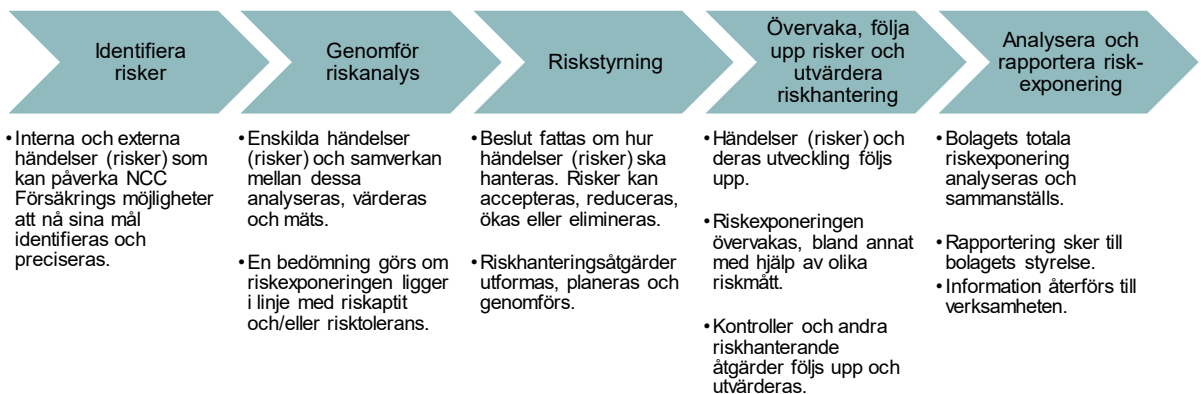 Identifiera
risker
• Interna och externa
händelser (risker) som
kan påverka NCC
Försäkrings möjligheter
att nå sina mål
identifieras och
preciseras.
Genomför
riskanalys
• Enskilda händelser
(risker) och samverkan
mellan dessa
analyseras, värderas
och mäts.
• En bedömning görs om
riskexponeringen ligger
i linje med riskaptit
och/eller risktolerans.
Riskstyrning
• Beslut fattas om hur
händelser (risker) ska
hanteras. Risker kan
accepteras, reduceras,
ökas eller elimineras.
• Riskhanteringsåtgärder
utformas, planeras och
genomförs.
Övervaka, följa
upp risker och
utvärdera
riskhantering
• Händelser (risker) och
deras utveckling följs
upp.
• Riskexponeringen
övervakas, bland annat
med hjälp av olika
riskmått.
• Kontroller och andra
riskhanterande
åtgärder följs upp och
utvärderas.
Analysera och
rapportera risk-
exponering
• Bolagets totala
riskexponering
analyseras och
sammanställs.
• Rapportering sker till
bolagets styrelse.
• Information återförs till
verksamheten.